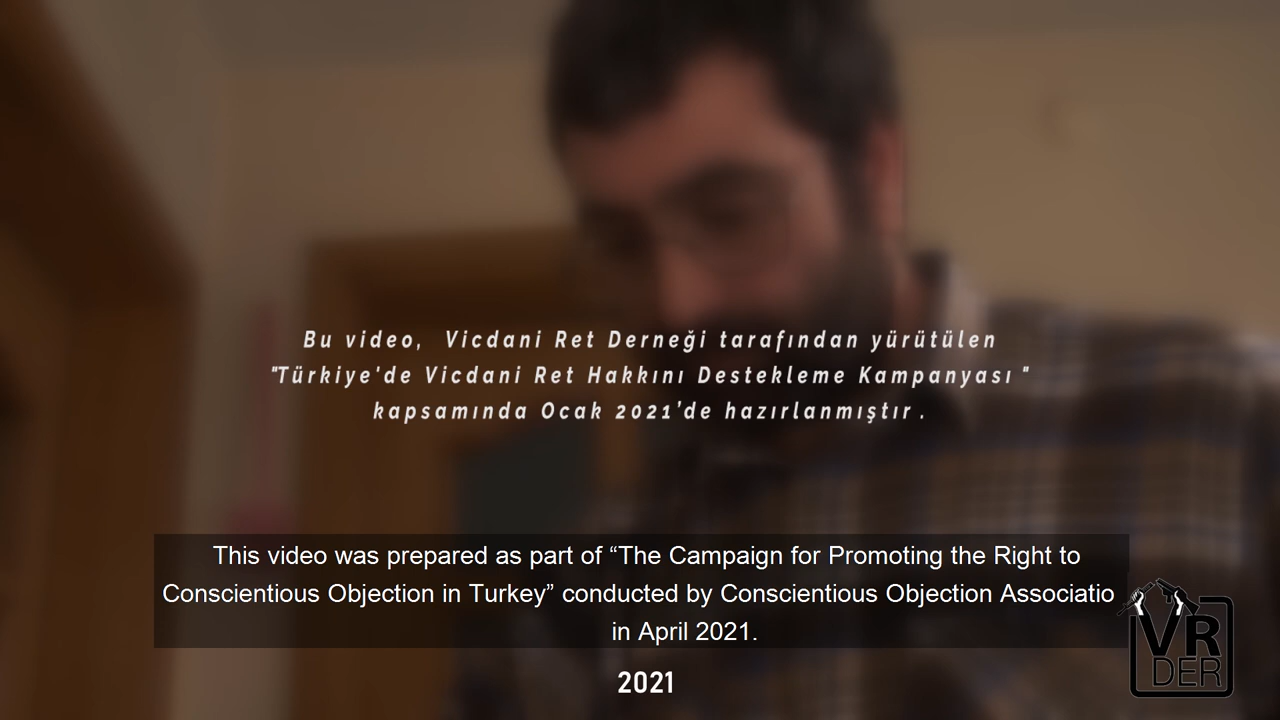 Bu video, Vicdani Ret Derneği tarafından yürütülen
"Türkiye'de Vicdani Ret Hakkını Destekleme Kampanyası"
kapsamında Ocak 2021’de hazırlanmıştır .
This video was prepared as part of “The Campaign for Promoting the Right to
Conscientious Objection in Turkey” conducted by Conscientious Objection Associatio
in April 2021.
VR
DER
2021